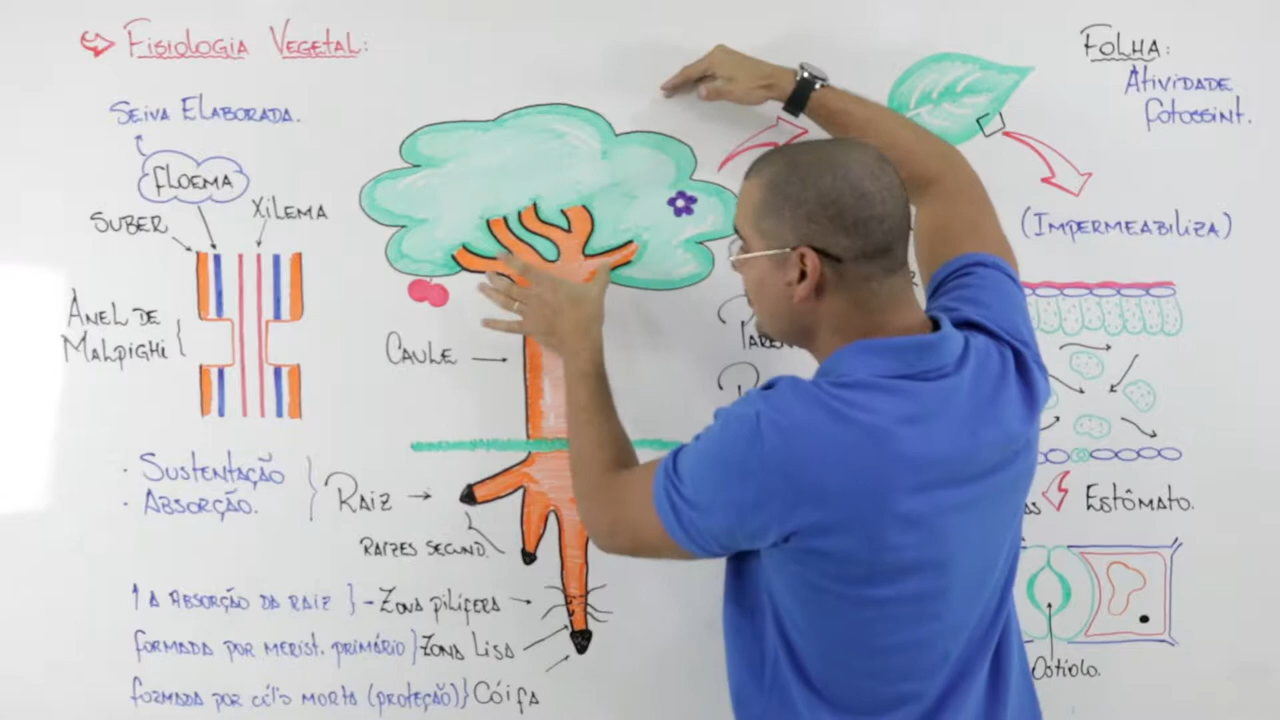 Fisiologia Vegetal:
Seiva Elaborada.
Floema
Suber
Xilema
Anel de
Malpighi
· Sustentação
· Absorção.
Raiz
Raízes Secund.
Caule
↑ a absorção da raiz } - Zona pilífera
formada por merist. primário } Zona Lisa
formada por cél's morta (proteção) } Cóifa
Folha:
Atividade
fotossint.
(Impermeabiliza)
Estômato.
Ostíolo.